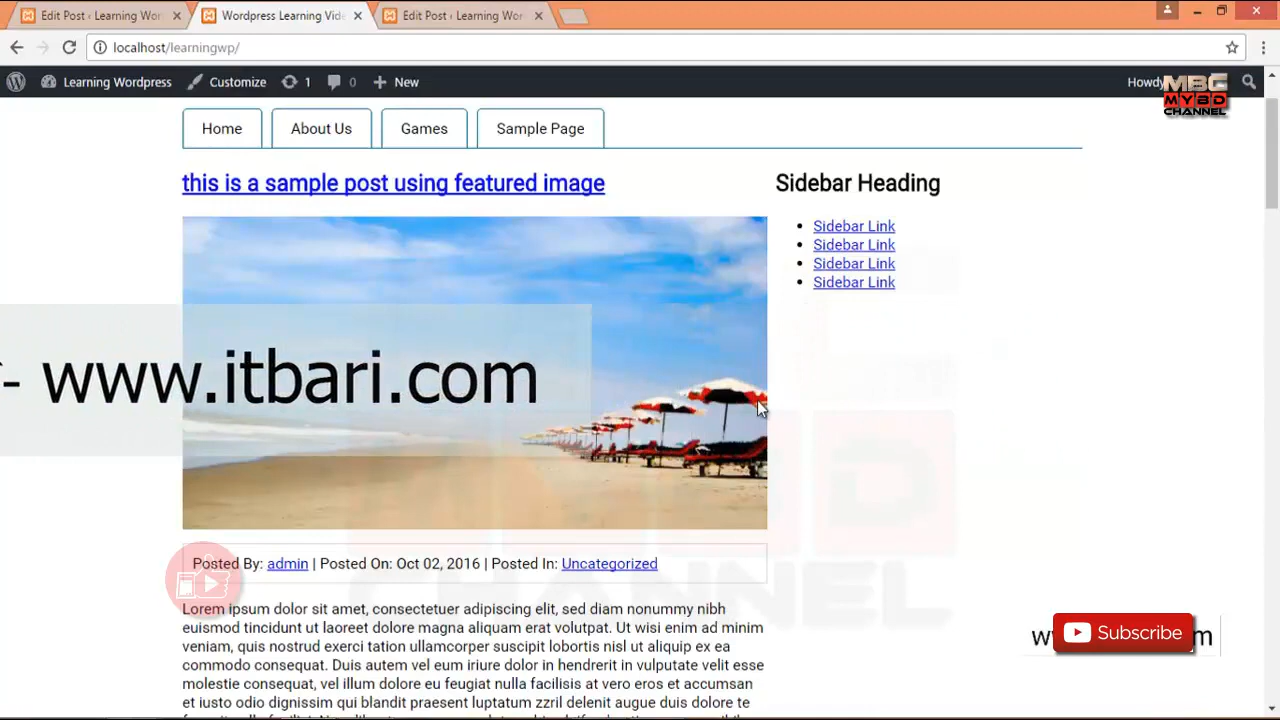 Edit Post ‹ Learning Wor
Wordpress Learning Vide
Edit Post ‹ Learning Wor
localhost/learningwp/
Learning Wordpress
Customize
1
0
New
Howdy
MBC
MYBD
CHANNEL
Home
About Us
Games
Sample Page
this is a sample post using featured image
Sidebar Heading
Sidebar Link
Sidebar Link
Sidebar Link
Sidebar Link
- www.itbari.com
CHANNEL
Posted By: admin | Posted On: Oct 02, 2016 | Posted In: Uncategorized
Lorem ipsum dolor sit amet, consectetuer adipiscing elit, sed diam nonummy nibh
euismod tincidunt ut laoreet dolore magna aliquam erat volutpat. Ut wisi enim ad minim
veniam, quis nostrud exerci tation ullamcorper suscipit lobortis nisl ut aliquip ex ea
commodo consequat. Duis autem vel eum iriure dolor in hendrerit in vulputate velit esse
molestie consequat, vel illum dolore eu feugiat nulla facilisis at vero eros et accumsan
et iusto odio dignissim qui blandit praesent luptatum zzril delenit augue duis dolore te
Subscribe